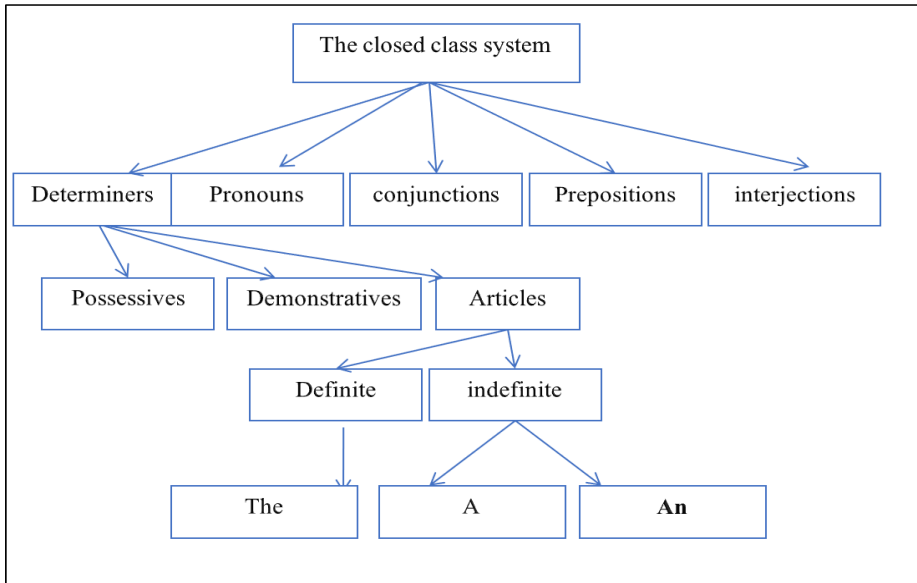 The closed class system
Determiners
Pronouns
conjunctions
Prepositions
interjections
Possessives
Demonstratives
Articles
Definite
indefinite
The
A
An